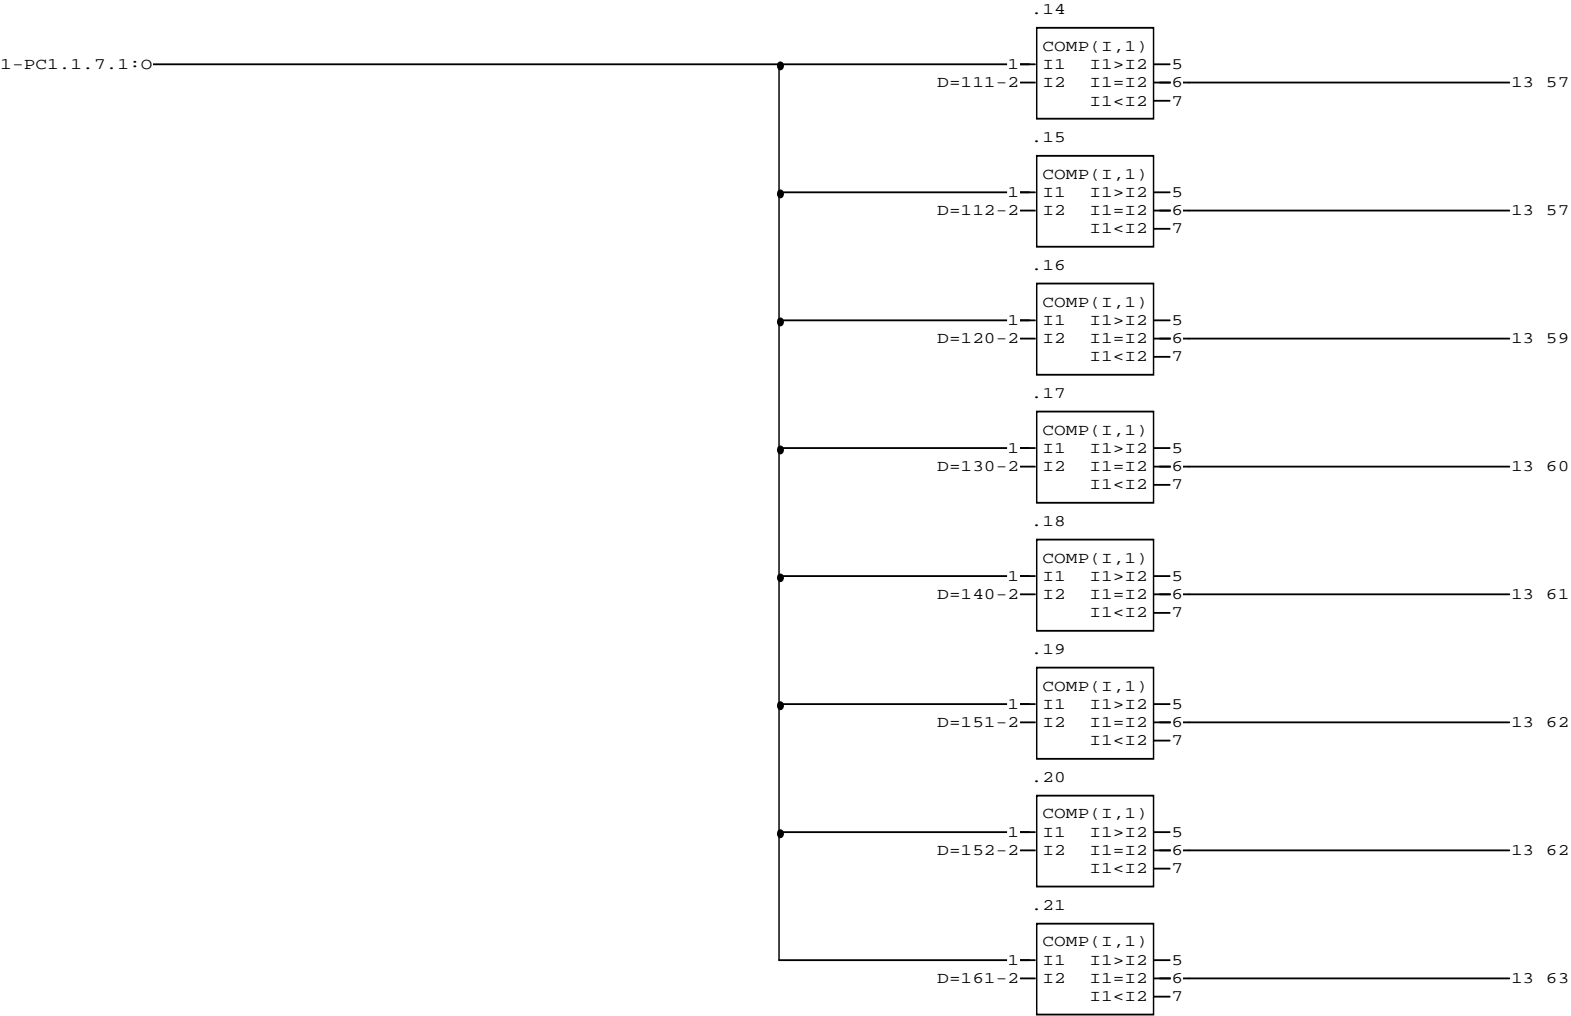 .14
COMP(I,1)
1-PC1.1.7.1:O 1 I1 I1>I2 5
D=111-2 I2 I1=I2 6 13 57
I1<I2 7
.15
COMP(I,1)
1 I1 I1>I2 5
D=112-2 I2 I1=I2 6 13 57
I1<I2 7
.16
COMP(I,1)
1 I1 I1>I2 5
D=120-2 I2 I1=I2 6 13 59
I1<I2 7
.17
COMP(I,1)
1 I1 I1>I2 5
D=130-2 I2 I1=I2 6 13 60
I1<I2 7
.18
COMP(I,1)
1 I1 I1>I2 5
D=140-2 I2 I1=I2 6 13 61
I1<I2 7
.19
COMP(I,1)
1 I1 I1>I2 5
D=151-2 I2 I1=I2 6 13 62
I1<I2 7
.20
COMP(I,1)
1 I1 I1>I2 5
D=152-2 I2 I1=I2 6 13 62
I1<I2 7
.21
COMP(I,1)
1 I1 I1>I2 5
D=161-2 I2 I1=I2 6 13 63
I1<I2 7